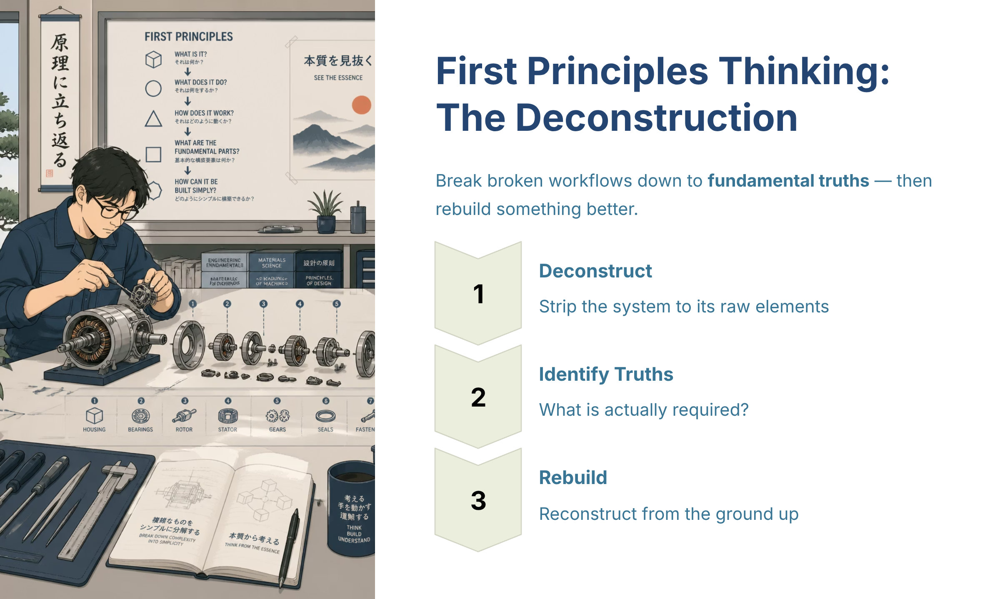 原理に立ち返る
FIRST PRINCIPLES
WHAT IS IT?
それは何か?
WHAT DOES IT DO?
それは何をするか?
HOW DOES IT WORK?
それはどのように動くか?
WHAT ARE THE
FUNDAMENTAL PARTS?
基本的な構成要素は何か?
HOW CAN IT BE
BUILT SIMPLY?
どのようにシンプルに構築できるか?
本質を見抜く
SEE THE ESSENCE
ENGIINEERINC
MATERIALS
SCIENCE
設計の原則
OF MACHINES
PRINCIPLES
OF DESIGN
1 2 3 4 5
1 2 3 4 5 6 7
HOUSING BEARINGS ROTOR STATOR GEARS SEALS FASTEN
複雑なものを
シンプルに分解する
BREAK DOWN COMPLEXITY
INTO SIMPLICITY
本質から考える
THINK FROM THE ESSENCE
考える
手を動かす
理解する
THINK
BUILD
UNDERSTAND
First Principles Thinking:
The Deconstruction
Break broken workflows down to fundamental truths — then
rebuild something better.
1
Deconstruct
Strip the system to its raw elements
2
Identify Truths
What is actually required?
3
Rebuild
Reconstruct from the ground up